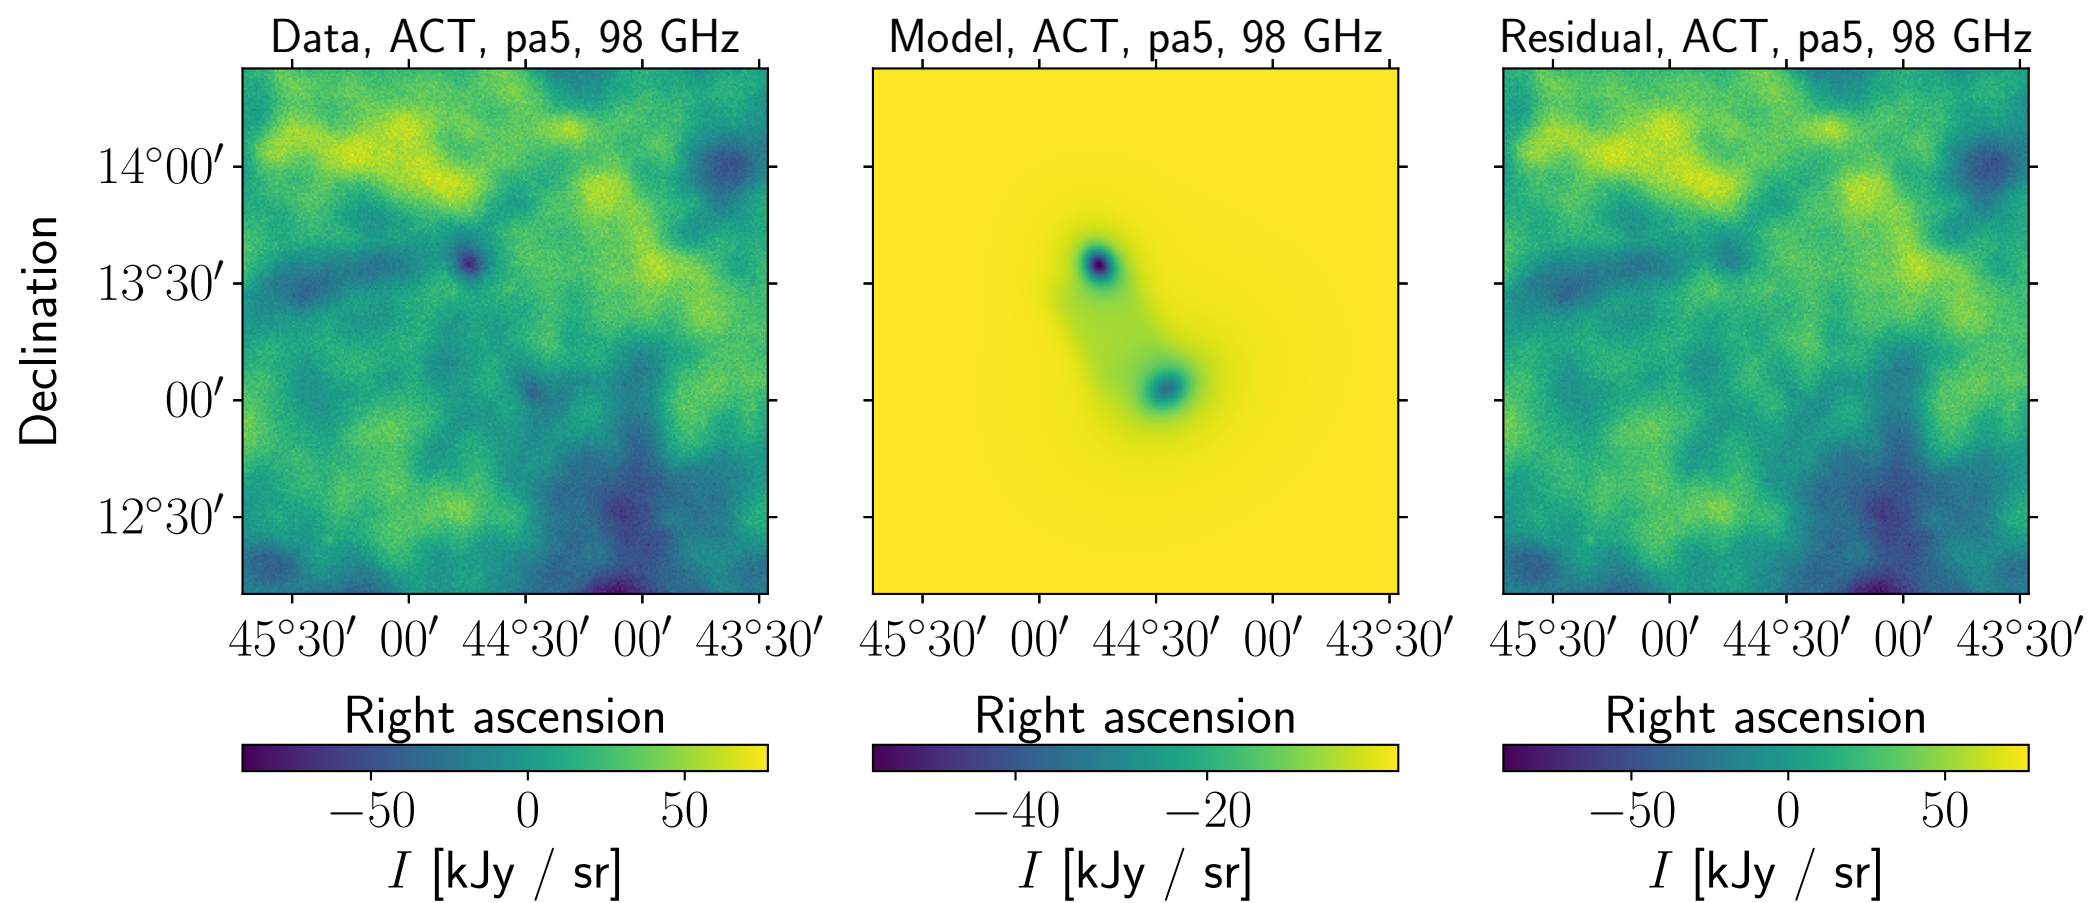 Data, ACT, pa5, 98 GHz
Model, ACT, pa5, 98 GHz
Residual, ACT, pa5, 98 GHz
Declination
14°00′
13°30′
00′
12°30′
45°30′ 00′ 44°30′ 00′ 43°30′
45°30′ 00′ 44°30′ 00′ 43°30′
45°30′ 00′ 44°30′ 00′ 43°30′
Right ascension
Right ascension
Right ascension
−50 0 50
−40 −20
−50 0 50
I [kJy / sr]
I [kJy / sr]
I [kJy / sr]